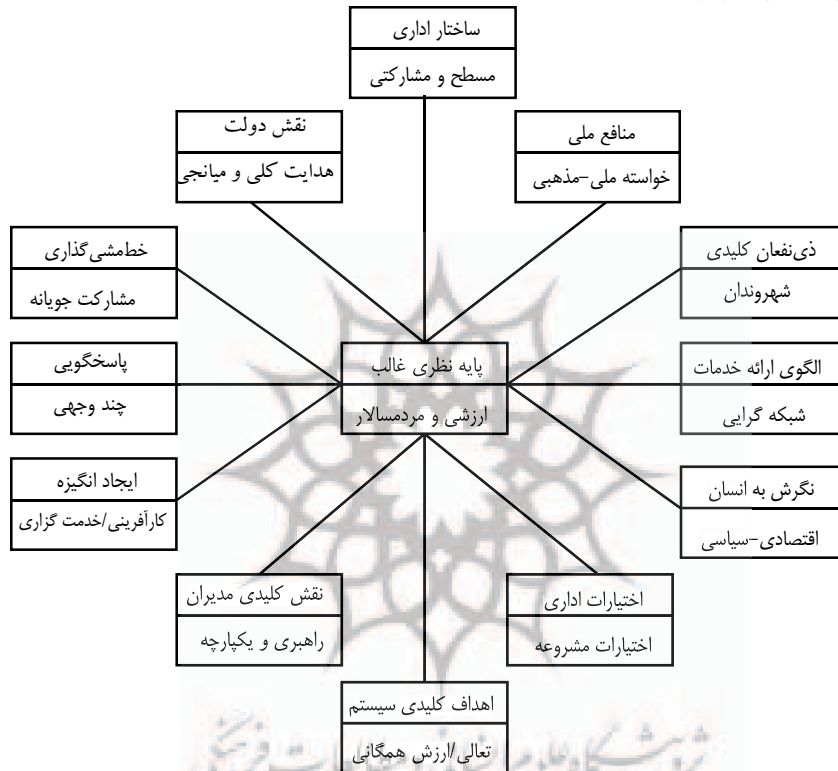 ساختار اداری
مسطح و مشارکتی
منافع ملی
خواسته ملی-مذهبی
نقش دولت
هدایت کلی و میانجی
ذی‌نفعان کلیدی
شهروندان
خط‌مشی‌گذاری
مشارکت جویانه
الگوی ارائه خدمات
شبکه گرایی
پایه نظری غالب
ارزشی و مردمسالار
پاسخگویی
چند وجهی
نگرش به انسان
اقتصادی-سیاسی
ایجاد انگیزه
کارآفرینی/خدمت گزاری
اختیارات اداری
اختیارات مشروعه
نقش کلیدی مدیران
راهبری و یکپارچه
اهداف کلیدی سیستم
تعالی/ارزش همگانی